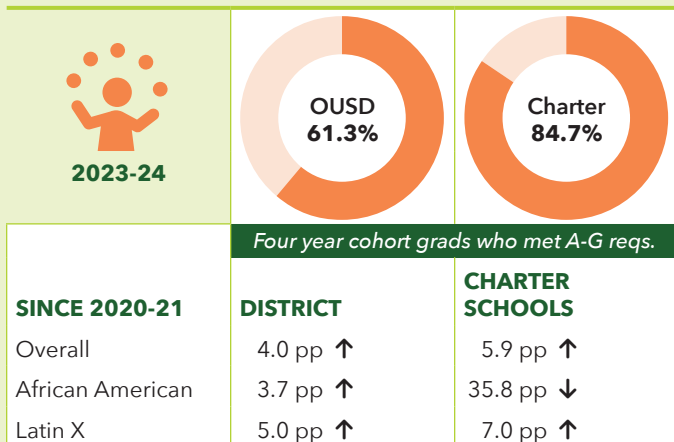 OUSD
61.3%
Charter
84.7%
2023-24
Four year cohort grads who met A-G reqs.
SINCE 2020-21 DISTRICT CHARTER SCHOOLS
Overall 4.0 pp ↑ 5.9 pp ↑
African American 3.7 pp ↑ 35.8 pp ↓
Latin X 5.0 pp ↑ 7.0 pp ↑